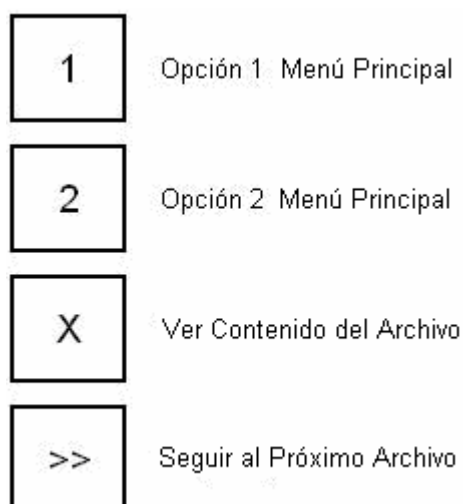 1 Opción 1 Menú Principal
2 Opción 2 Menú Principal
X Ver Contenido del Archivo
>> Seguir al Próximo Archivo